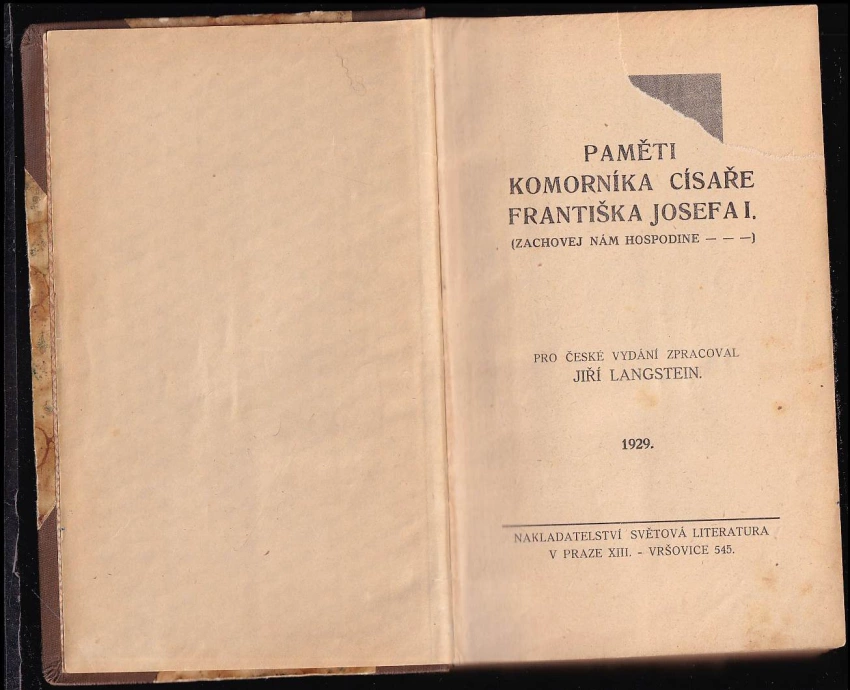 PAMĚTI
KOMORNÍKA CÍSAŘE
FRANTIŠKA JOSEFA I.
(ZACHOVEJ NÁM HOSPODINE — — —)
PRO ČESKÉ VYDÁNÍ ZPRACOVAL
JIŘÍ LANGSTEIN.
1929.
NAKLADATELSTVÍ SVĚTOVÁ LITERATURA
V PRAZE XIII. - VRŠOVICE 545.